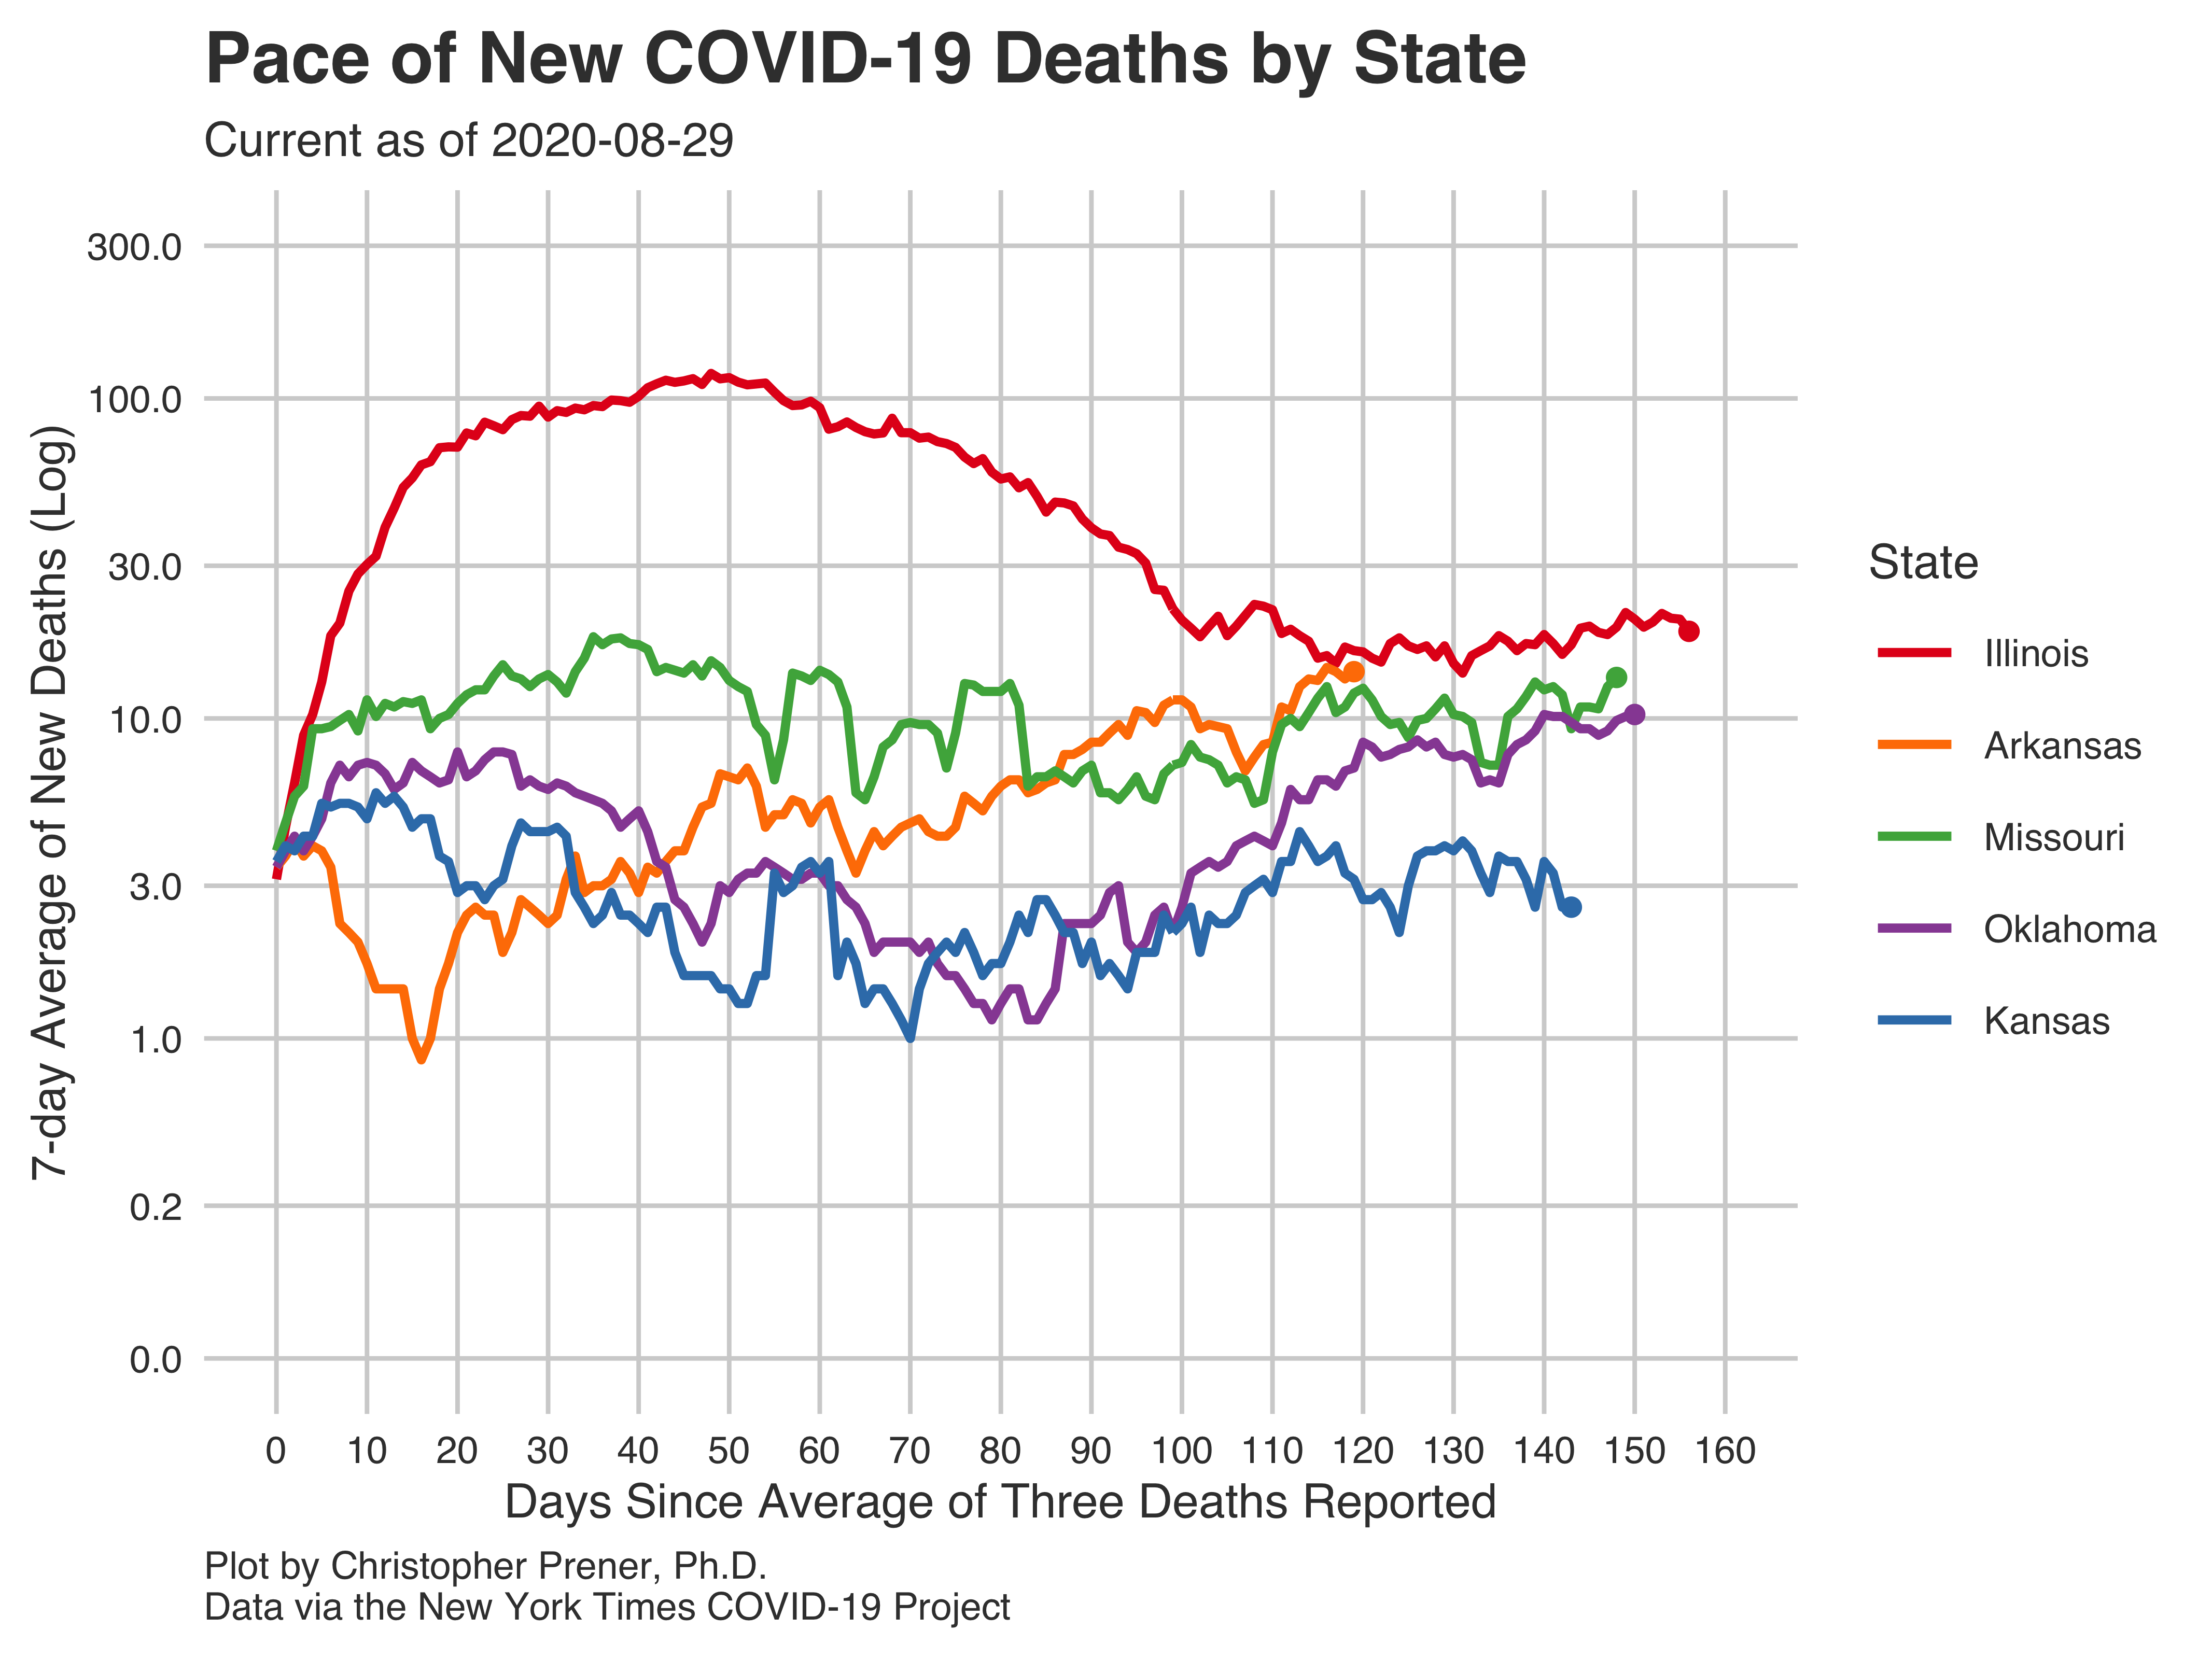 Pace of New COVID-19 Deaths by State
Current as of 2020-08-29
7-day Average of New Deaths (Log)
300.0
100.0
30.0
10.0
3.0
1.0
0.2
0.0
0 10 20 30 40 50 60 70 80 90 100 110 120 130 140 150 160
Days Since Average of Three Deaths Reported
State
Illinois
Arkansas
Missouri
Oklahoma
Kansas
Plot by Christopher Prener, Ph.D.
Data via the New York Times COVID-19 Project